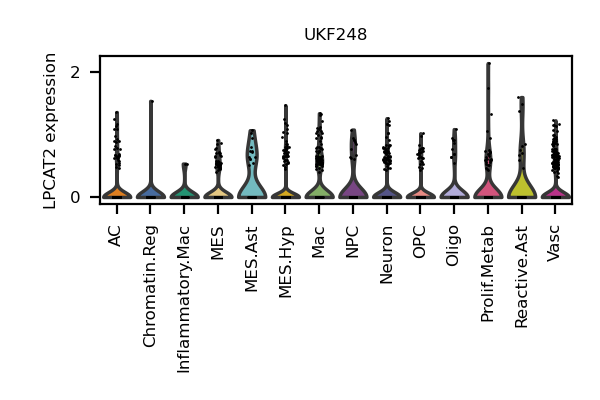 UKF248
LPCAT2 expression
2
0
AC
Chromatin.Reg
Inflammatory.Mac
MES
MES.Ast
MES.Hyp
Mac
NPC
Neuron
OPC
Oligo
Prolif.Metab
Reactive.Ast
Vasc